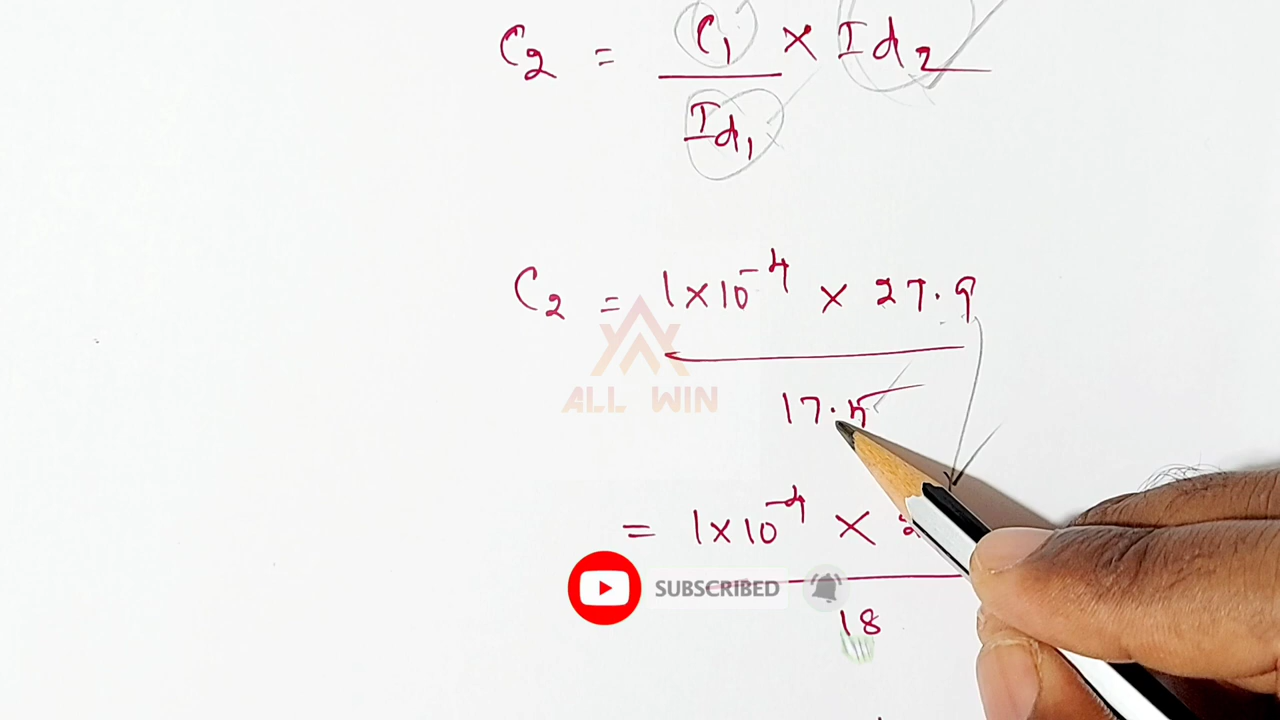 C₂ = C₁ × Id₂
Id₁
C₂ = 1×10⁻⁴ × 27.9
17.5
ALL WIN
= 1×10⁻⁴ ×
SUBSCRIBED
18